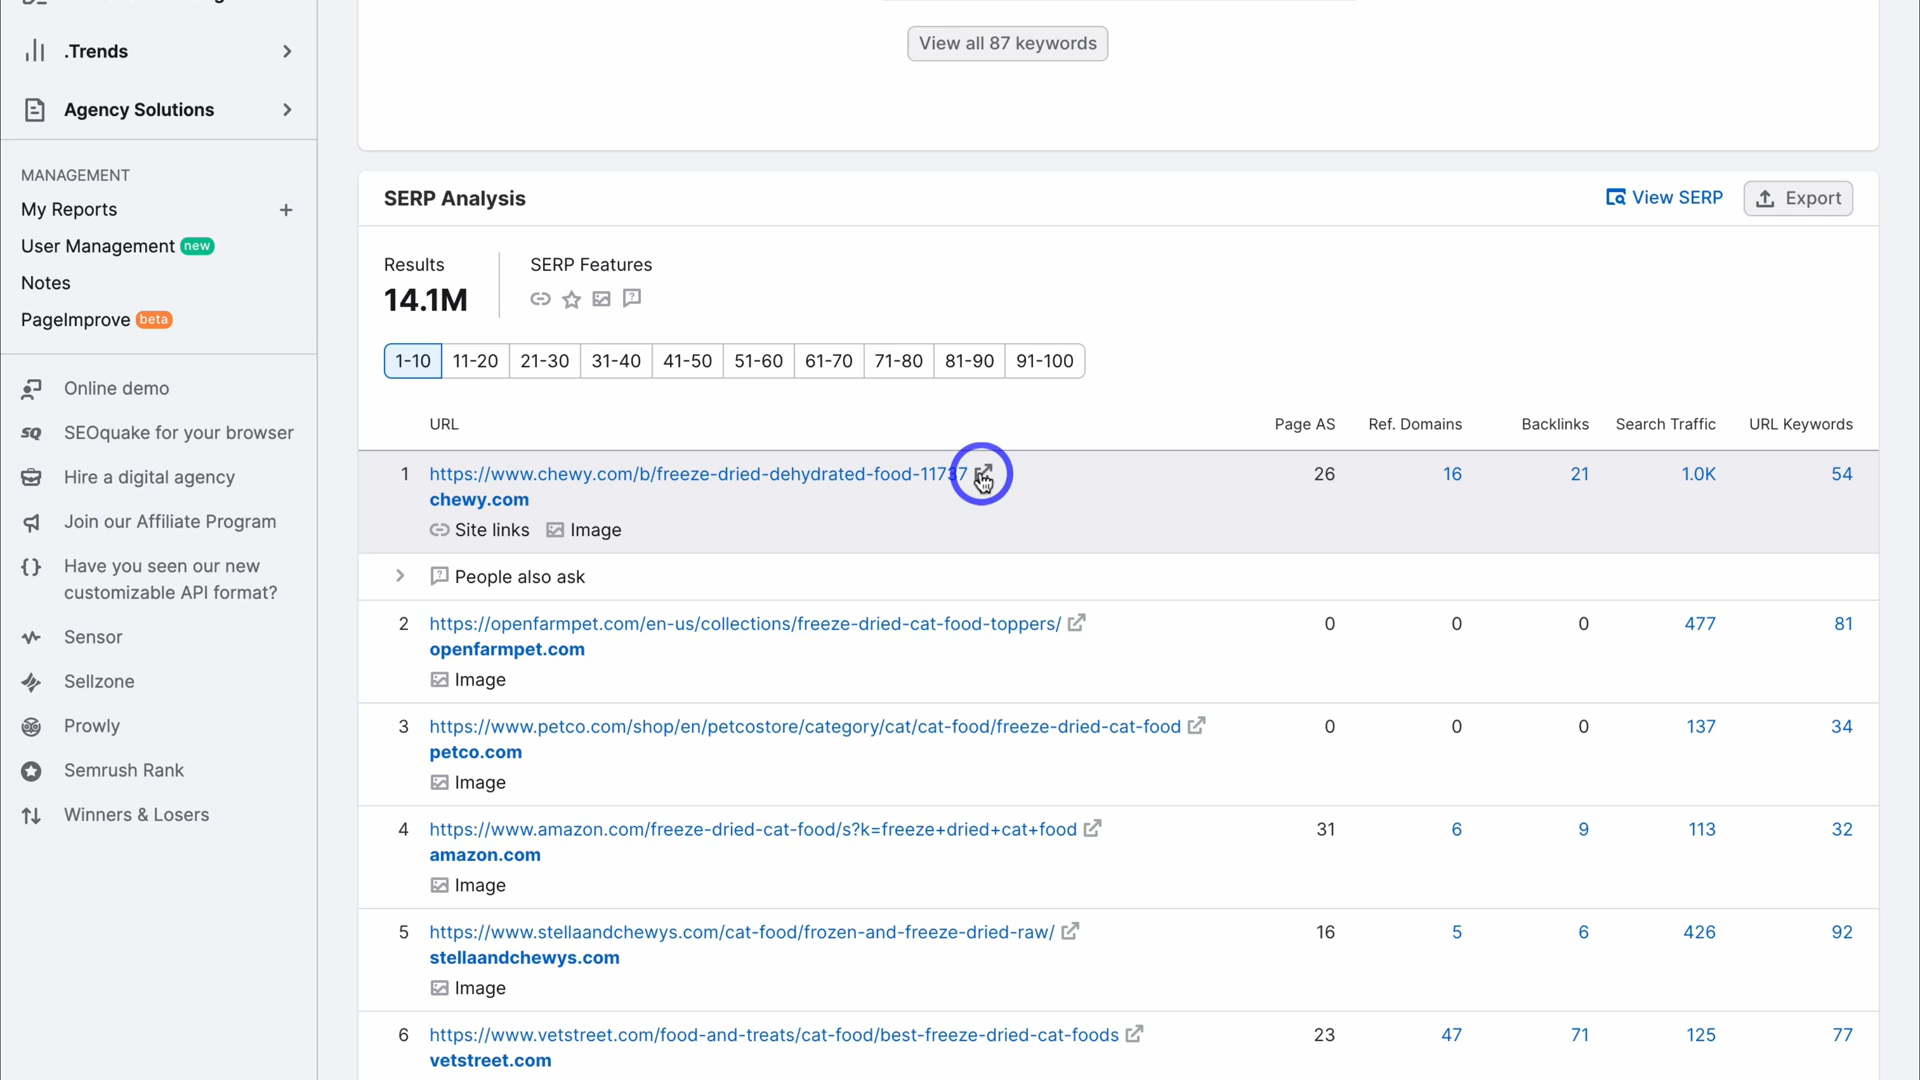 View all 87 keywords
.Trends
Agency Solutions
MANAGEMENT
My Reports
User Management new
Notes
PageImprove beta
Online demo
SEOquake for your browser
Hire a digital agency
Join our Affiliate Program
Have you seen our new
customizable API format?
Sensor
Sellzone
Prowly
Semrush Rank
Winners & Losers
SERP Analysis
View SERP
Export
Results
SERP Features
14.1M
1-10 11-20 21-30 31-40 41-50 51-60 61-70 71-80 81-90 91-100
URL Page AS Ref. Domains Backlinks Search Traffic URL Keywords
1 https://www.chewy.com/b/freeze-dried-dehydrated-food-11737 26 16 21 1.0K 54
chewy.com
Site links Image
People also ask
2 https://openfarmpet.com/en-us/collections/freeze-dried-cat-food-toppers/ 0 0 0 477 81
openfarmpet.com
Image
3 https://www.petco.com/shop/en/petcostore/category/cat/cat-food/freeze-dried-cat-food 0 0 0 137 34
petco.com
Image
4 https://www.amazon.com/freeze-dried-cat-food/s?k=freeze+dried+cat+food 31 6 9 113 32
amazon.com
Image
5 https://www.stellaandchewys.com/cat-food/frozen-and-freeze-dried-raw/ 16 5 6 426 92
stellaandchewys.com
Image
6 https://www.vetstreet.com/food-and-treats/cat-food/best-freeze-dried-cat-foods 23 47 71 125 77
vetstreet.com